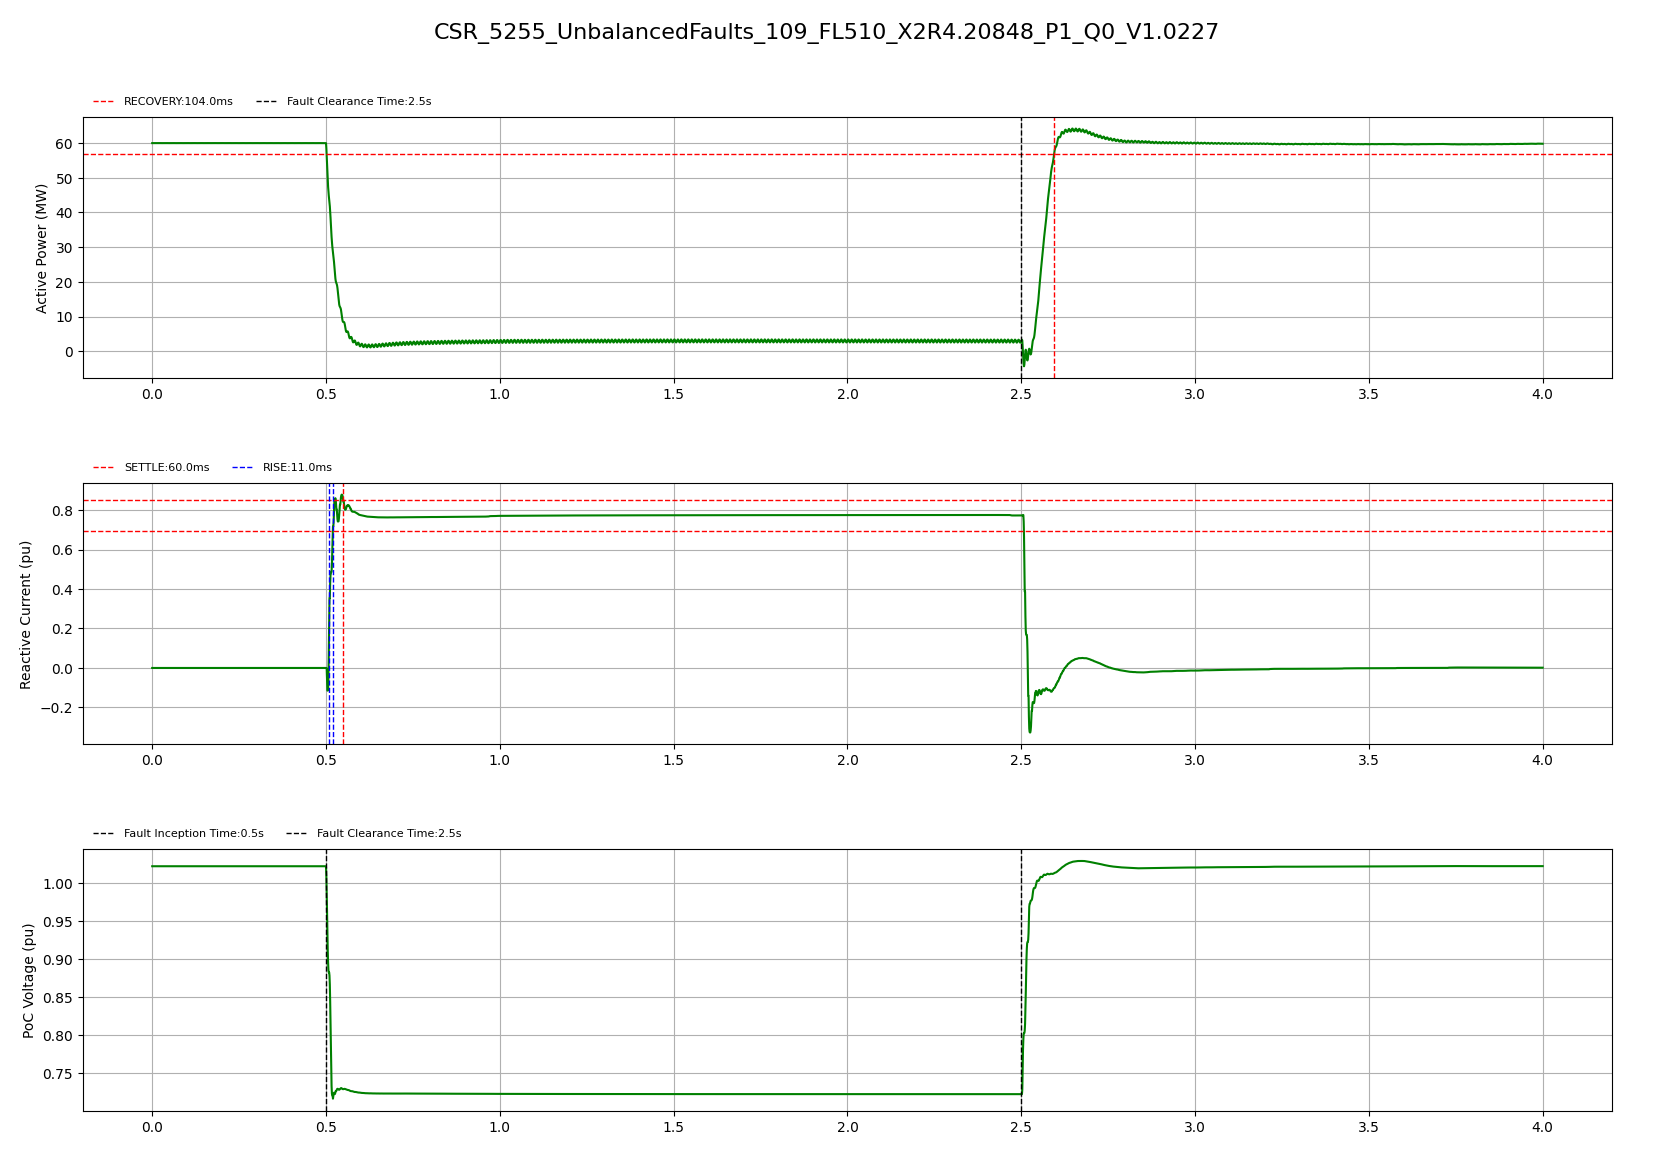 CSR_5255_UnbalancedFaults_109_FL510_X2R4.20848_P1_Q0_V1.0227
RECOVERY:104.0ms Fault Clearance Time:2.5s
60
50
40
30
20
10
0
Active Power (MW)
0.0 0.5 1.0 1.5 2.0 2.5 3.0 3.5 4.0
SETTLE:60.0ms RISE:11.0ms
0.8
0.6
0.4
0.2
0.0
−0.2
Reactive Current (pu)
0.0 0.5 1.0 1.5 2.0 2.5 3.0 3.5 4.0
Fault Inception Time:0.5s Fault Clearance Time:2.5s
1.00
0.95
0.90
0.85
0.80
0.75
PoC Voltage (pu)
0.0 0.5 1.0 1.5 2.0 2.5 3.0 3.5 4.0